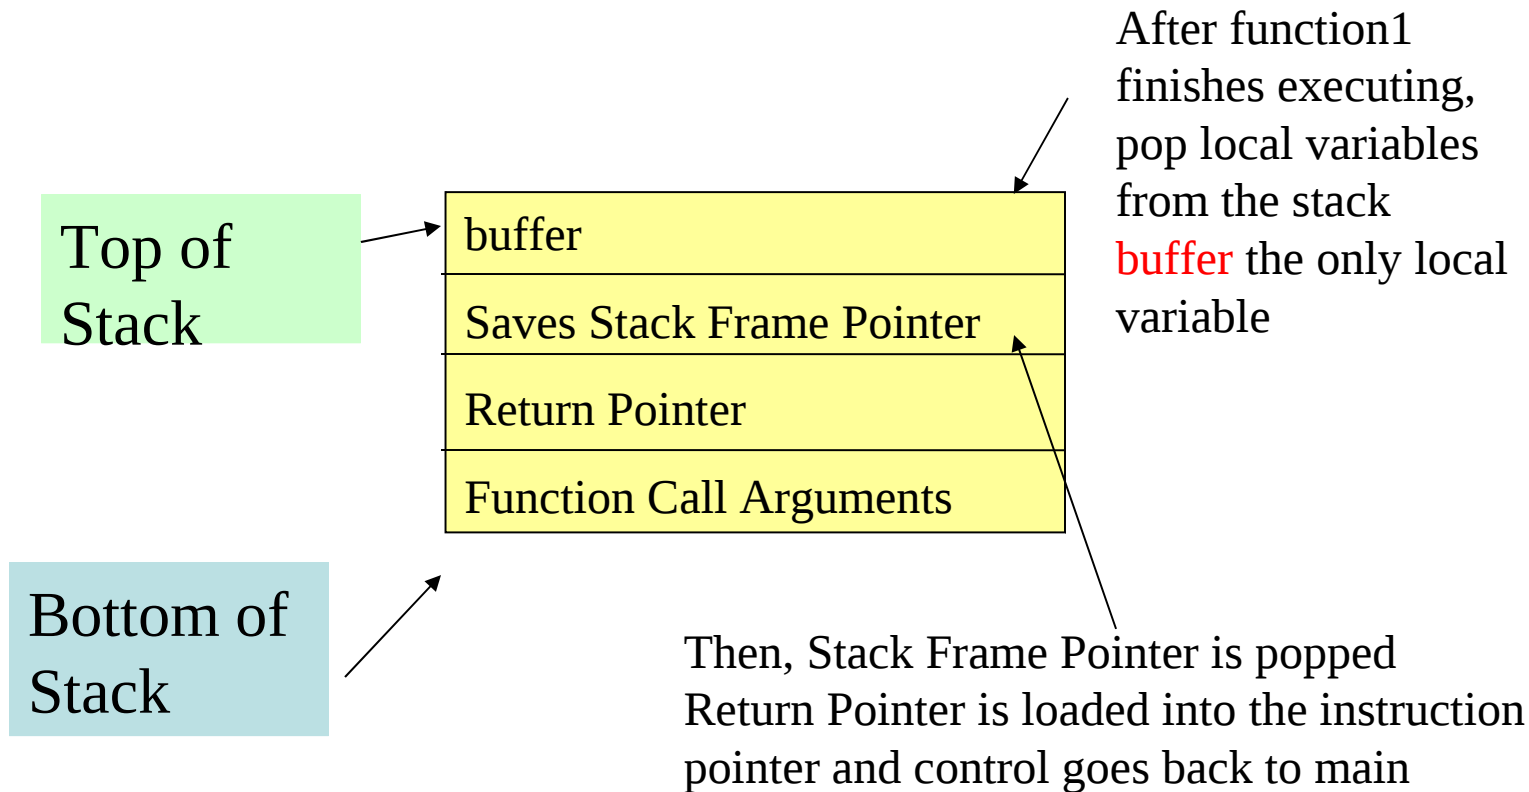 After function1
finishes executing,
pop local variables
from the stack
buffer the only local
variable
Top of
Stack
buffer
Saves Stack Frame Pointer
Return Pointer
Function Call Arguments
Bottom of
Stack
Then, Stack Frame Pointer is popped
Return Pointer is loaded into the instruction
pointer and control goes back to main